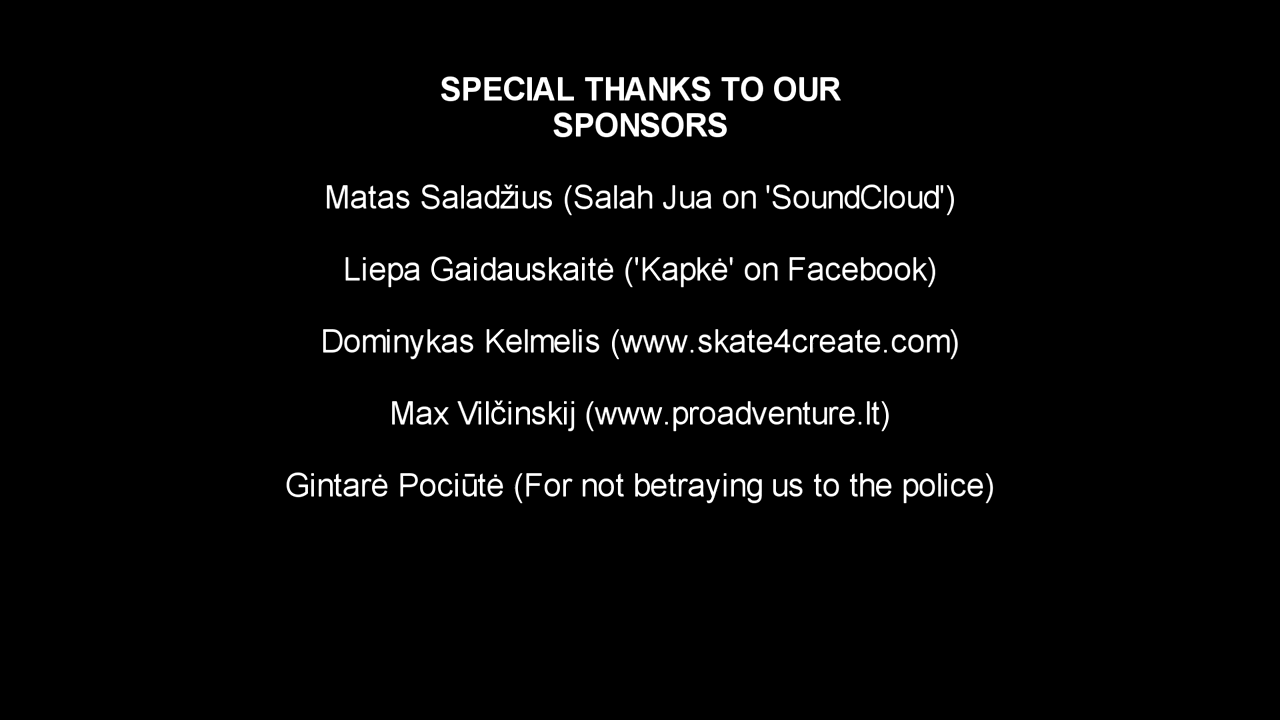 SPECIAL THANKS TO OUR
SPONSORS
Matas Saladžius (Salah Jua on 'SoundCloud')
Liepa Gaidauskaitė ('Kapkė' on Facebook)
Dominykas Kelmelis (www.skate4create.com)
Max Vilčinskij (www.proadventure.lt)
Gintarė Pociūtė (For not betraying us to the police)